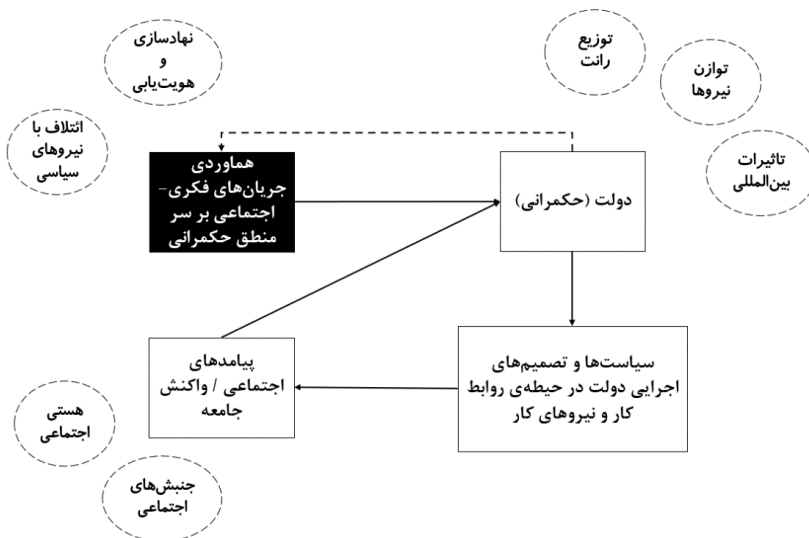 توزیع
رانت
توازن
نیروها
تاثیرات
بین‌المللی
نهادسازی
و
هویت‌یابی
ائتلاف با
نیروهای
سیاسی
دولت (حکمرانی)
هماوردی
جریان‌های فکری–
اجتماعی بر سر
منطق حکمرانی
سیاست‌ها و تصمیم‌های
اجرایی دولت در حیطه‌ی روابط
کار و نیروهای کار
پیامدهای
اجتماعی / واکنش
جامعه
هستی
اجتماعی
جنبش‌های
اجتماعی